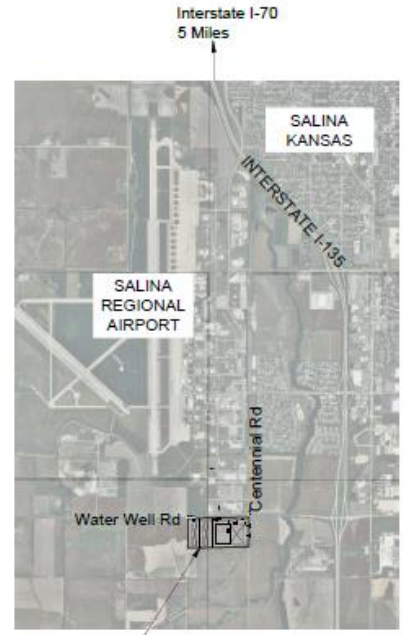 Interstate I-70
5 Miles
SALINA
KANSAS
INTERSTATE I-135
SALINA
REGIONAL
AIRPORT
Centennial Rd
Water Well Rd